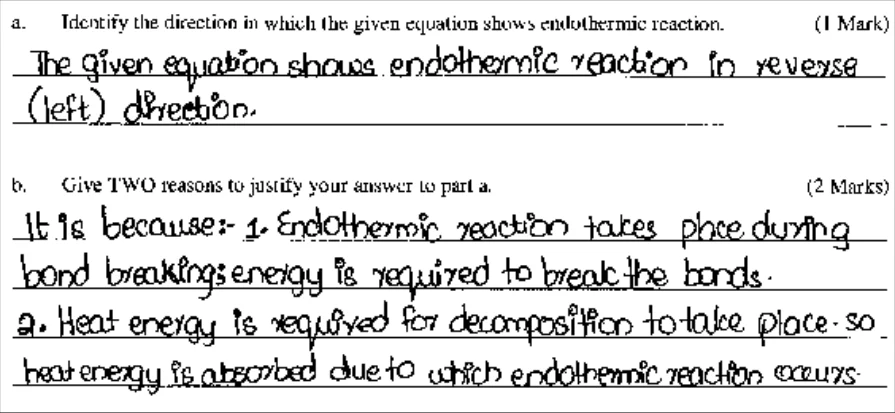 a. Identify the direction in which the given equation shows endothermic reaction. (1 Mark)
The given equation shows endothermic reaction in reverse
(left) direction.
b. Give TWO reasons to justify your answer to part a. (2 Marks)
It is because:- 1. Endothermic reaction takes place during
bond breaking; energy is required to break the bonds.
2. Heat energy is required for decomposition to take place. so
heat energy is absorbed due to which endothermic reaction occurs.